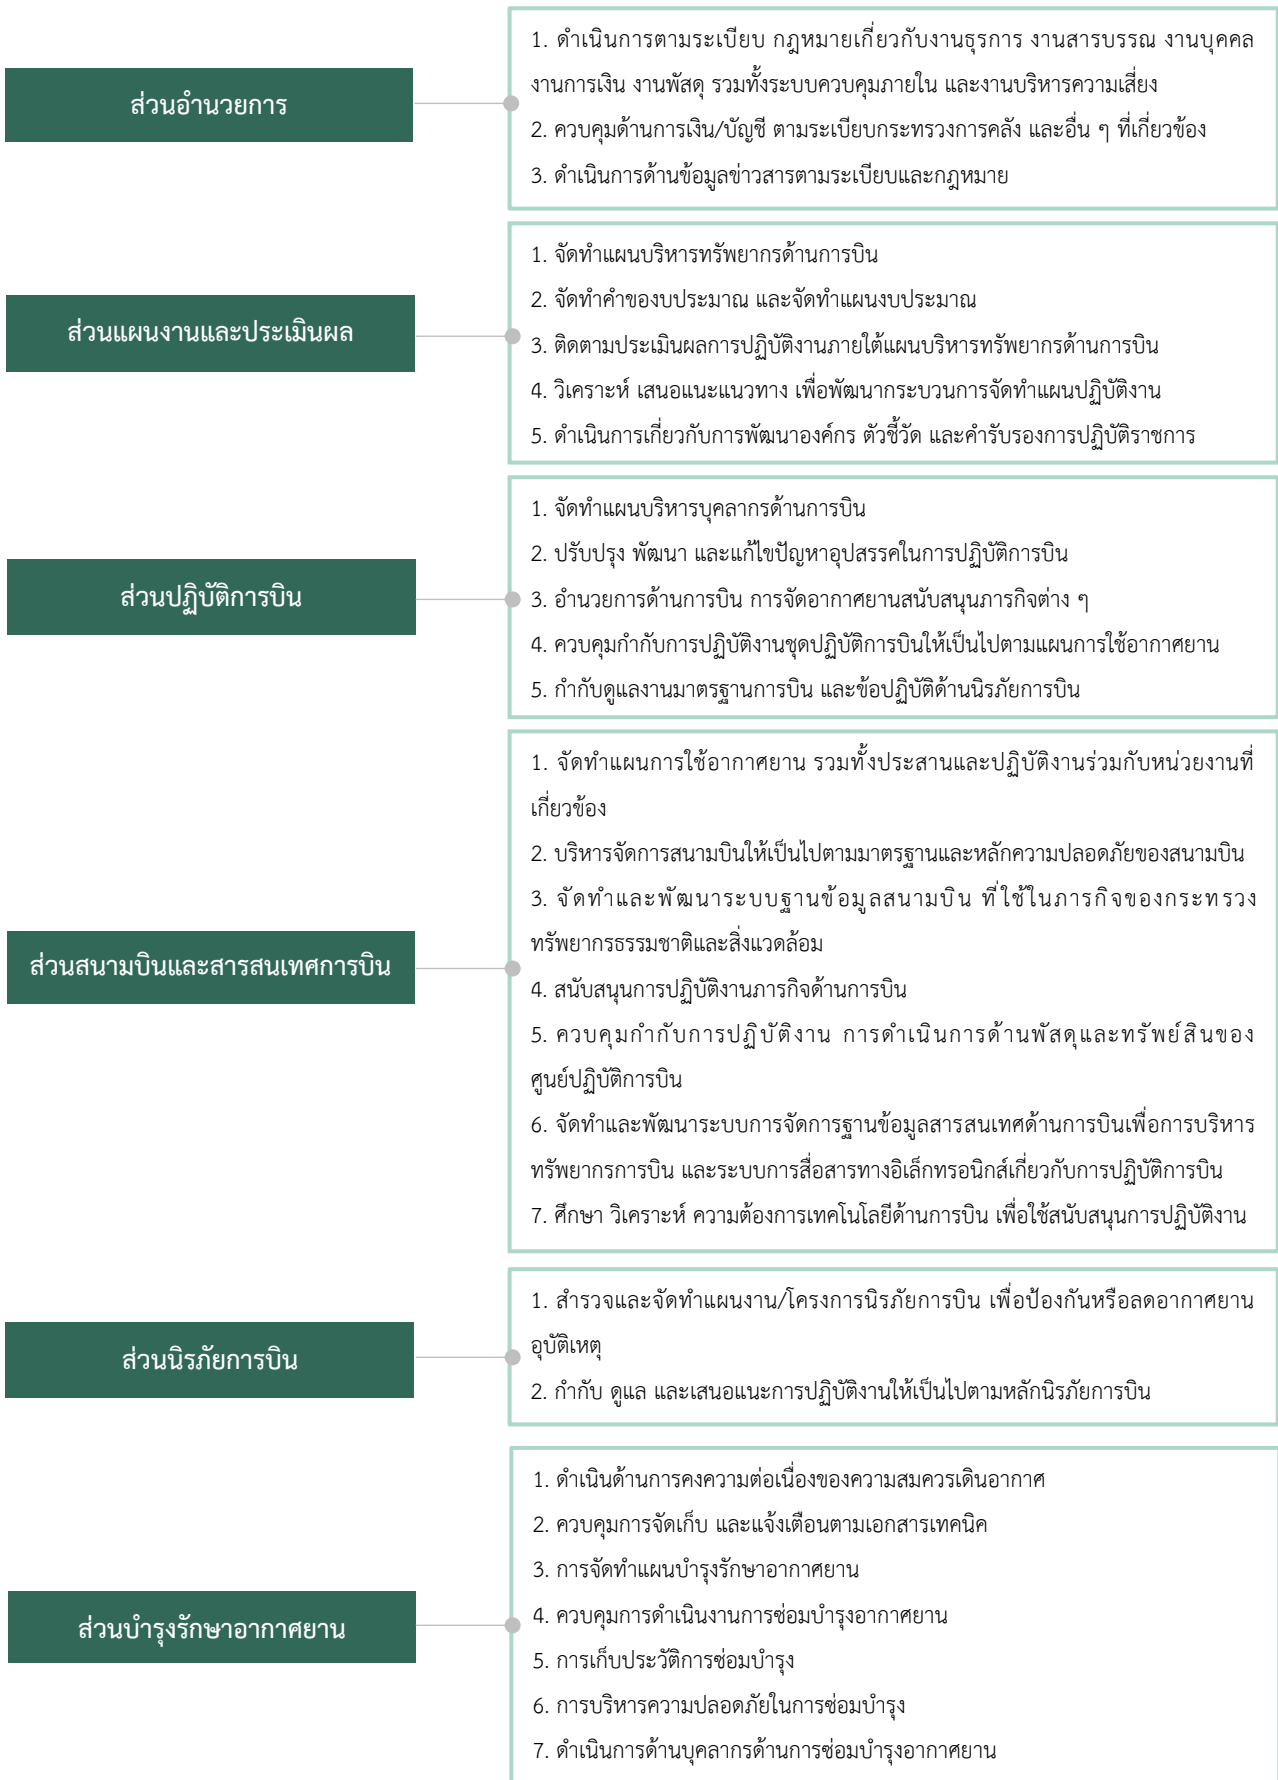 ส่วนอำนวยการ
1. ดำเนินการตามระเบียบ กฎหมายเกี่ยวกับงานธุรการ งานสารบรรณ งานบุคคล
งานการเงิน งานพัสดุ รวมทั้งระบบควบคุมภายใน และงานบริหารความเสี่ยง
2. ควบคุมด้านการเงิน/บัญชี ตามระเบียบกระทรวงการคลัง และอื่น ๆ ที่เกี่ยวข้อง
3. ดำเนินการด้านข้อมูลข่าวสารตามระเบียบและกฎหมาย
ส่วนแผนงานและประเมินผล
1. จัดทำแผนบริหารทรัพยากรด้านการบิน
2. จัดทำคำของบประมาณ และจัดทำแผนงบประมาณ
3. ติดตามประเมินผลการปฏิบัติงานภายใต้แผนบริหารทรัพยากรด้านการบิน
4. วิเคราะห์ เสนอแนะแนวทาง เพื่อพัฒนากระบวนการจัดทำแผนปฏิบัติงาน
5. ดำเนินการเกี่ยวกับการพัฒนาองค์กร ตัวชี้วัด และคำรับรองการปฏิบัติราชการ
ส่วนปฏิบัติการบิน
1. จัดทำแผนบริหารบุคลากรด้านการบิน
2. ปรับปรุง พัฒนา และแก้ไขปัญหาอุปสรรคในการปฏิบัติการบิน
3. อำนวยการด้านการบิน การจัดอากาศยานสนับสนุนภารกิจต่าง ๆ
4. ควบคุมกำกับการปฏิบัติงานชุดปฏิบัติการบินให้เป็นไปตามแผนการใช้อากาศยาน
5. กำกับดูแลงานมาตรฐานการบิน และข้อปฏิบัติด้านนิรภัยการบิน
ส่วนสนามบินและสารสนเทศการบิน
1. จัดทำแผนการใช้อากาศยาน รวมทั้งประสานและปฏิบัติงานร่วมกับหน่วยงานที่
เกี่ยวข้อง
2. บริหารจัดการสนามบินให้เป็นไปตามมาตรฐานและหลักความปลอดภัยของสนามบิน
3. จัดทำและพัฒนาระบบฐานข้อมูลสนามบิน ที่ใช้ในภารกิจของกระทรวง
ทรัพยากรธรรมชาติและสิ่งแวดล้อม
4. สนับสนุนการปฏิบัติงานภารกิจด้านการบิน
5. ควบคุมกำกับการปฏิบัติงาน การดำเนินการด้านพัสดุและทรัพย์สินของ
ศูนย์ปฏิบัติการบิน
6. จัดทำและพัฒนาระบบการจัดการฐานข้อมูลสารสนเทศด้านการบินเพื่อการบริหาร
ทรัพยากรการบิน และระบบการสื่อสารทางอิเล็กทรอนิกส์เกี่ยวกับการปฏิบัติการบิน
7. ศึกษา วิเคราะห์ ความต้องการเทคโนโลยีด้านการบิน เพื่อใช้สนับสนุนการปฏิบัติงาน
ส่วนนิรภัยการบิน
1. สำรวจและจัดทำแผนงาน/โครงการนิรภัยการบิน เพื่อป้องกันหรือลดอากาศยาน
อุบัติเหตุ
2. กำกับ ดูแล และเสนอแนะการปฏิบัติงานให้เป็นไปตามหลักนิรภัยการบิน
ส่วนบำรุงรักษาอากาศยาน
1. ดำเนินด้านการคงความต่อเนื่องของความสมควรเดินอากาศ
2. ควบคุมการจัดเก็บ และแจ้งเตือนตามเอกสารเทคนิค
3. การจัดทำแผนบำรุงรักษาอากาศยาน
4. ควบคุมการดำเนินงานการซ่อมบำรุงอากาศยาน
5. การเก็บประวัติการซ่อมบำรุง
6. การบริหารความปลอดภัยในการซ่อมบำรุง
7. ดำเนินการด้านบุคลากรด้านการซ่อมบำรุงอากาศยาน